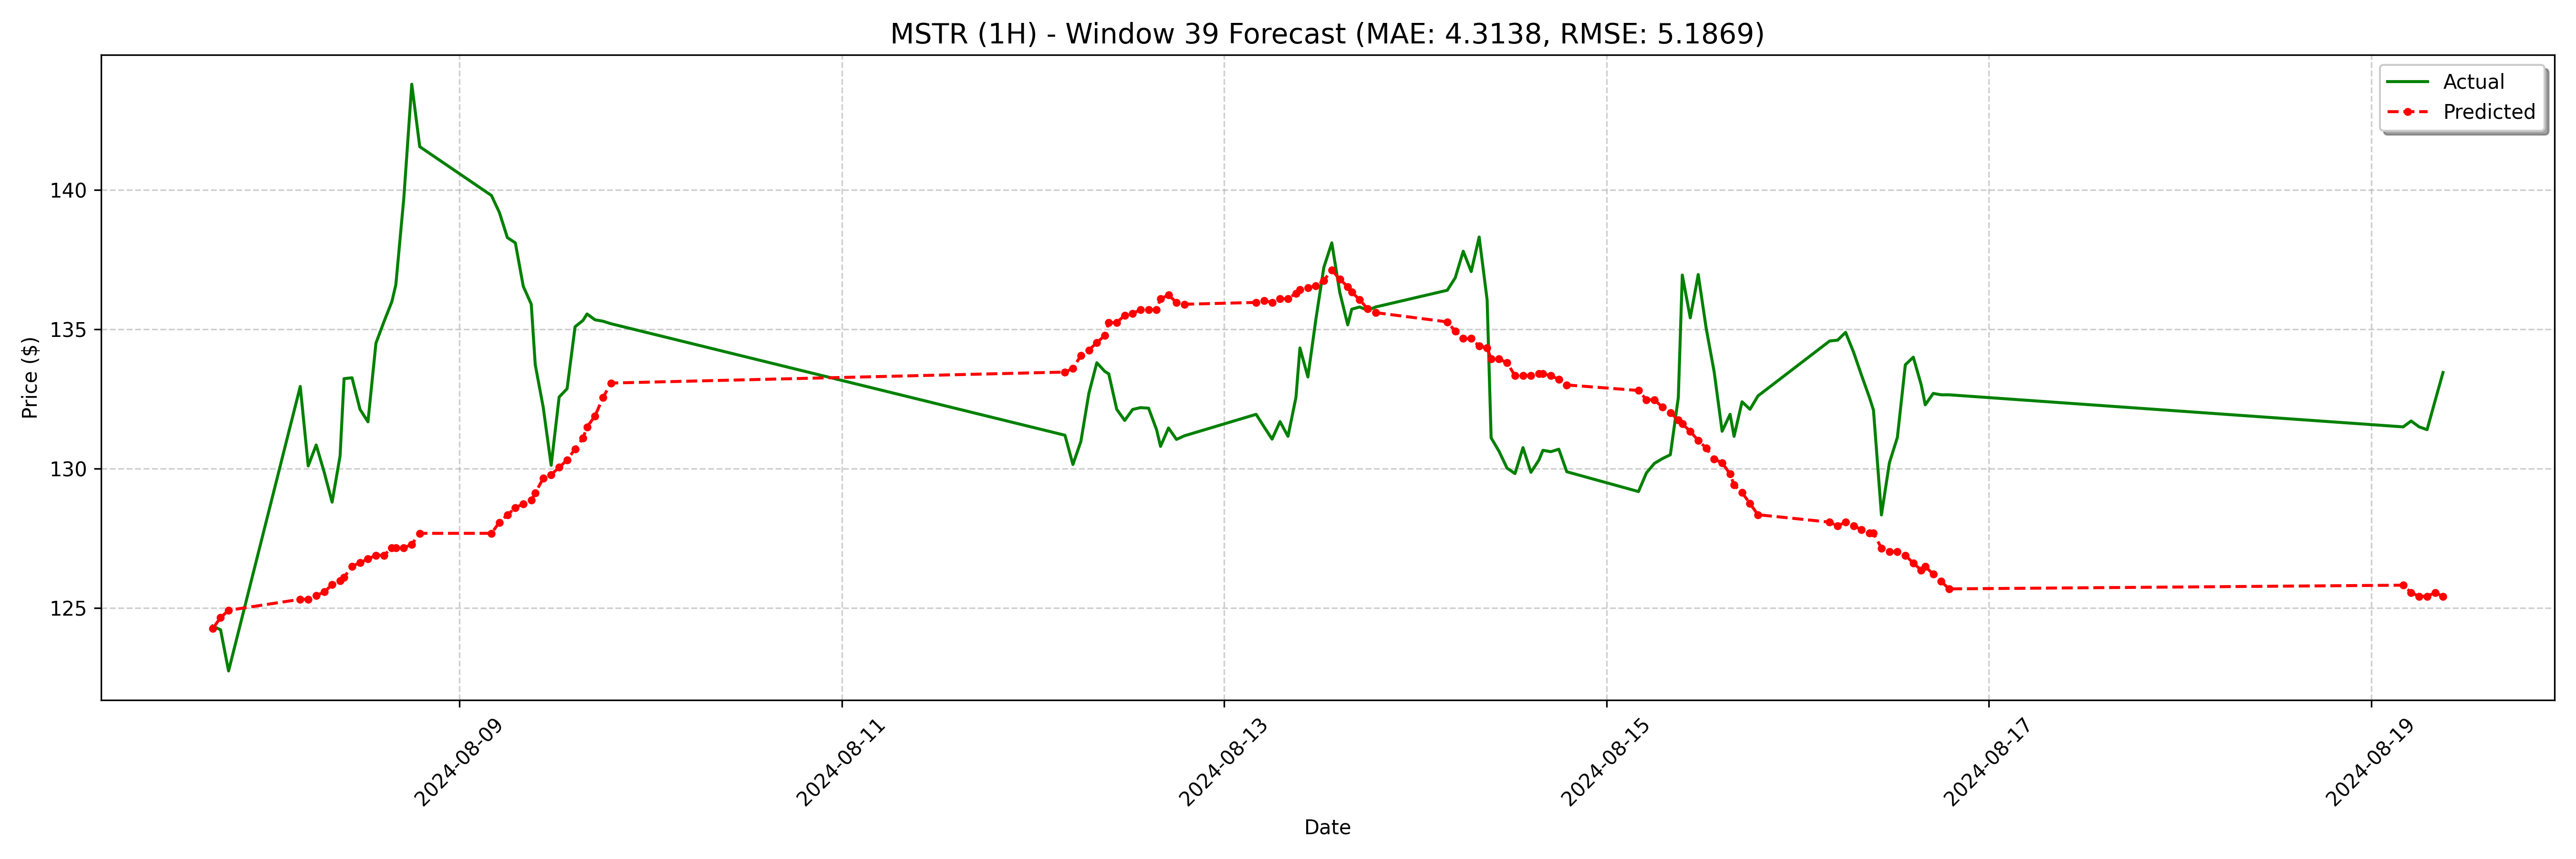 MSTR (1H) - Window 39 Forecast (MAE: 4.3138, RMSE: 5.1869)
Actual
Predicted
Price ($)
140
135
130
125
2024-08-09
2024-08-11
2024-08-13
2024-08-15
2024-08-17
2024-08-19
Date